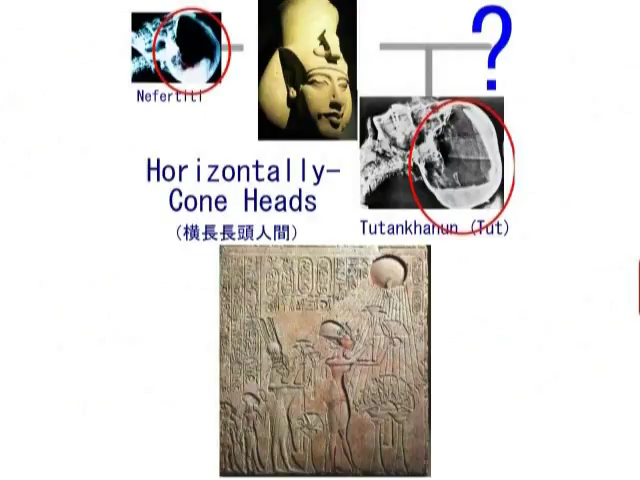 ?
Nefertiti
Horizontally-
Cone Heads
(横長長頭人間)
Tutankhanun (Tut)